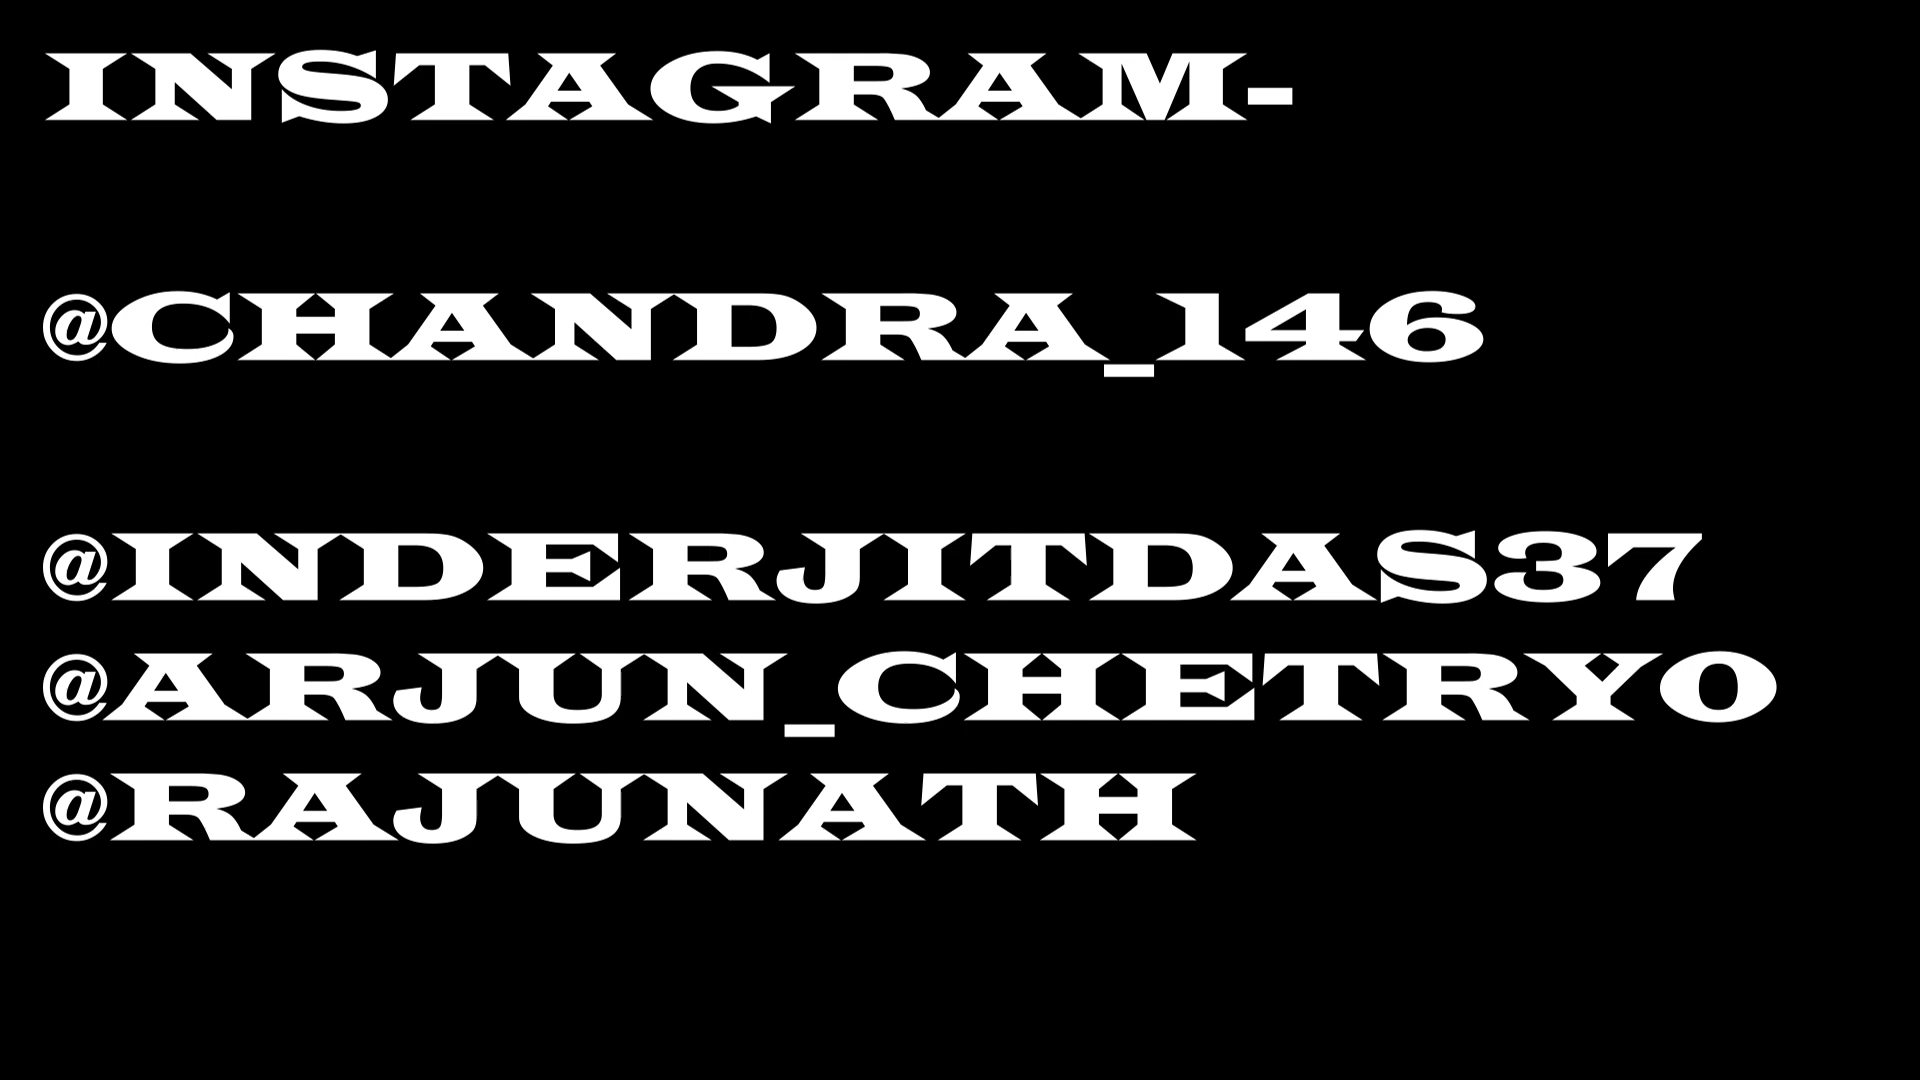 INSTAGRAM-
@CHANDRA_146
@INDERJITDAS37
@ARJUN_CHETRY0
@RAJUNATH